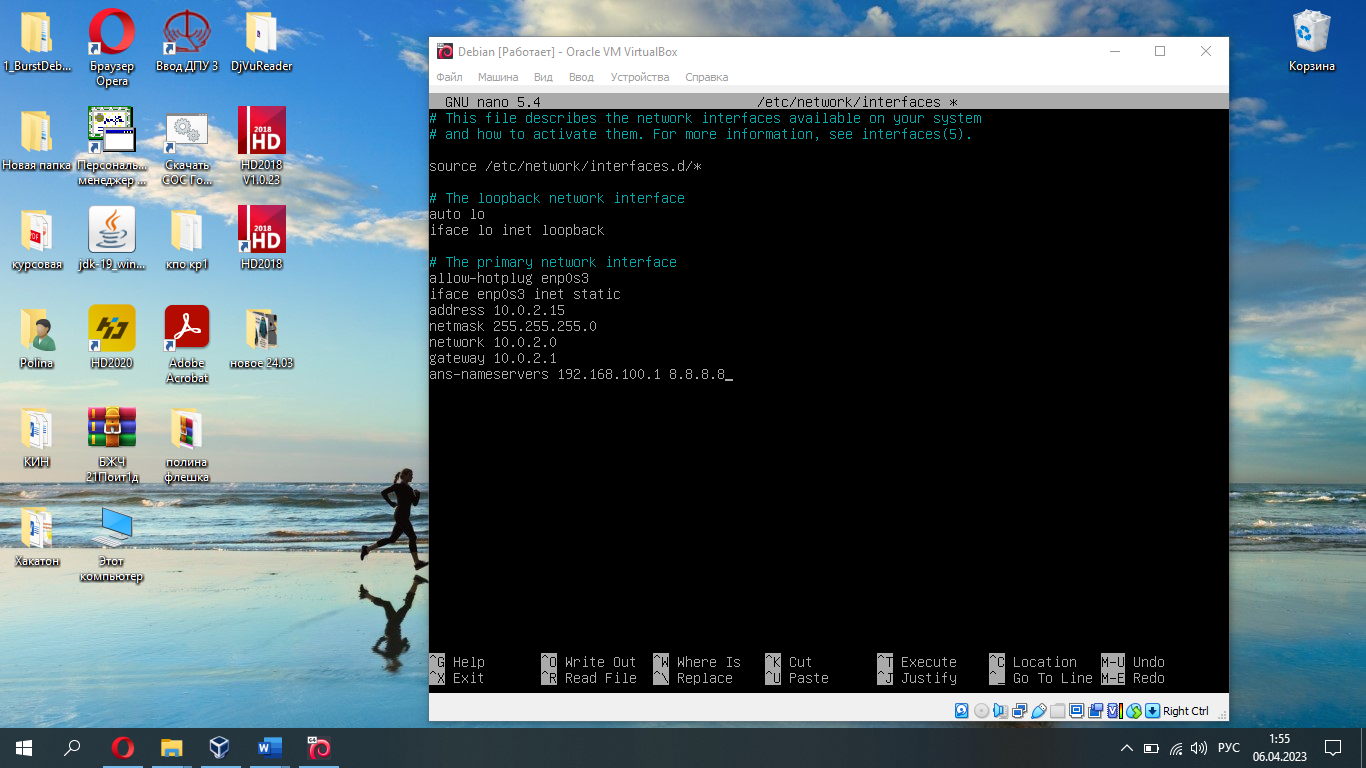 1_BurstDeb...
Браузер Opera
Ввод ДПУ 3
DjVuReader
Новая папка
Персональ... менеджер ...
Скачать СОС Го...
2018
HD
HD2018 V1.0.23
курсовая
jdk-19_win...
кпо кр1
2018
HD
HD2018
Polina
HD2020
Adobe Acrobat
новое 24.03
КИН
БЖЧ 21Поит1д
полина флешка
Хакатон
Этот компьютер
Корзина
Debian [Работает] - Oracle VM VirtualBox
Файл Машина Вид Ввод Устройства Справка
GNU nano 5.4 /etc/network/interfaces *
# This file describes the network interfaces available on your system
# and how to activate them. For more information, see interfaces(5).
source /etc/network/interfaces.d/*
# The loopback network interface
auto lo
iface lo inet loopback
# The primary network interface
allow-hotplug enp0s3
iface enp0s3 inet static
address 10.0.2.15
netmask 255.255.255.0
network 10.0.2.0
gateway 10.0.2.1
ans-nameservers 192.168.100.1 8.8.8.8_
^G Help ^O Write Out ^W Where Is ^K Cut ^T Execute ^C Location M-U Undo
^X Exit ^R Read File ^\ Replace ^U Paste ^J Justify ^_ Go To Line M-E Redo
Right Ctrl
РУС
1:55
06.04.2023